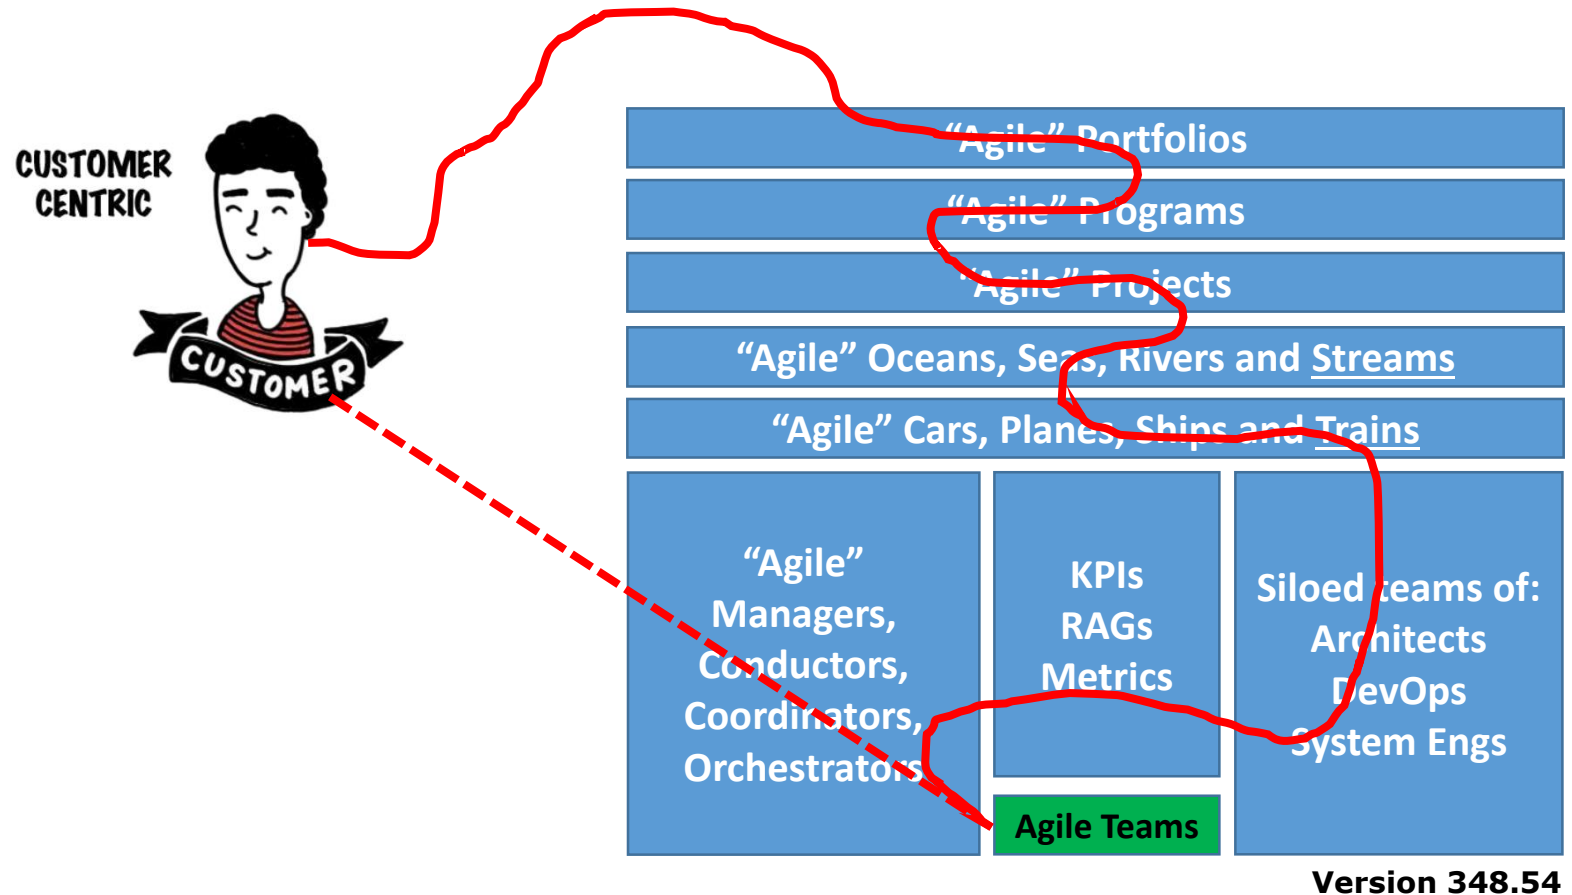 CUSTOMER
CENTRIC
CUSTOMER
“Agile” Portfolios
“Agile” Programs
“Agile” Projects
“Agile” Oceans, Seas, Rivers and Streams
“Agile” Cars, Planes, Ships and Trains
“Agile”
Managers,
Conductors,
Coordinators,
Orchestrators
KPIs
RAGs
Metrics
Siloed teams of:
Architects
DevOps
System Engs
Agile Teams
Version 348.54